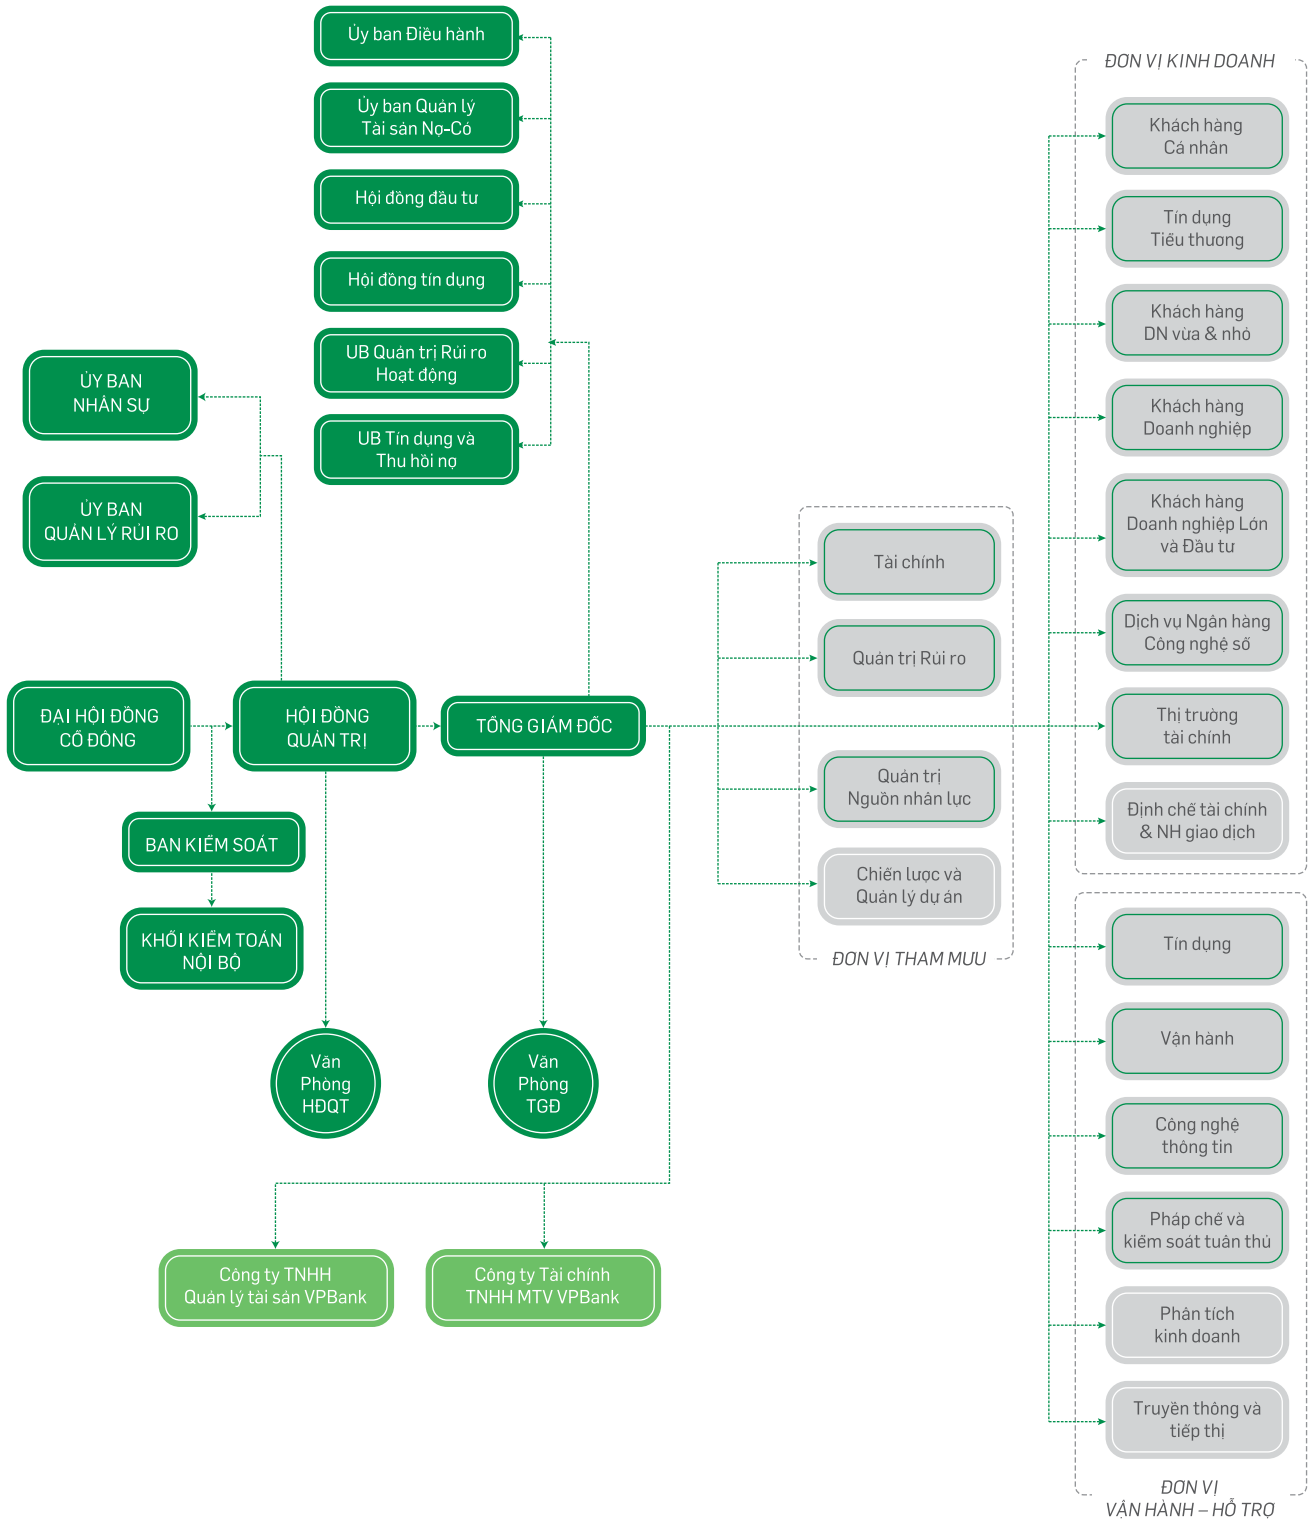 Ủy ban Điều hành
Ủy ban Quản lý
Tài sản Nợ-Có
Hội đồng đầu tư
Hội đồng tín dụng
UB Quản trị Rủi ro
Hoạt động
UB Tín dụng và
Thu hồi nợ
ỦY BAN
NHÂN SỰ
ỦY BAN
QUẢN LÝ RỦI RO
ĐẠI HỘI ĐỒNG
CỔ ĐÔNG
HỘI ĐỒNG
QUẢN TRỊ
TỔNG GIÁM ĐỐC
BAN KIỂM SOÁT
KHỐI KIỂM TOÁN
NỘI BỘ
Văn
Phòng
HĐQT
Văn
Phòng
TGĐ
Công ty TNHH
Quản lý tài sản VPBank
Công ty Tài chính
TNHH MTV VPBank
Tài chính
Quản trị Rủi ro
Quản trị
Nguồn nhân lực
Chiến lược và
Quản lý dự án
ĐƠN VỊ THAM MUU
ĐƠN VỊ KINH DOANH
Khách hàng
Cá nhân
Tín dụng
Tiểu thương
Khách hàng
DN vừa & nhỏ
Khách hàng
Doanh nghiệp
Khách hàng
Doanh nghiệp Lớn
và Đầu tư
Dịch vụ Ngân hàng
Công nghệ số
Thị trường
tài chính
Định chế tài chính
& NH giao dịch
Tín dụng
Vận hành
Công nghệ
thông tin
Pháp chế và
kiểm soát tuân thủ
Phân tích
kinh doanh
Truyền thông và
tiếp thị
ĐƠN VỊ
VẬN HÀNH – HỖ TRỢ